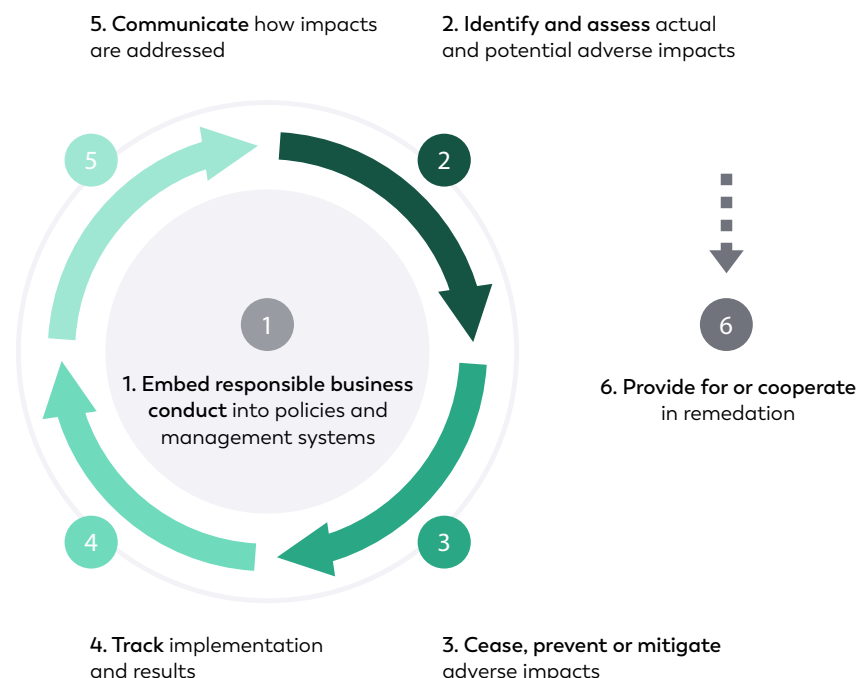 5. Communicate how impacts
are addressed
2. Identify and assess actual
and potential adverse impacts
5
2
1
1. Embed responsible business
conduct into policies and
management systems
6
6. Provide for or cooperate
in remedation
4
3
4. Track implementation
and results
3. Cease, prevent or mitigate
adverse impacts